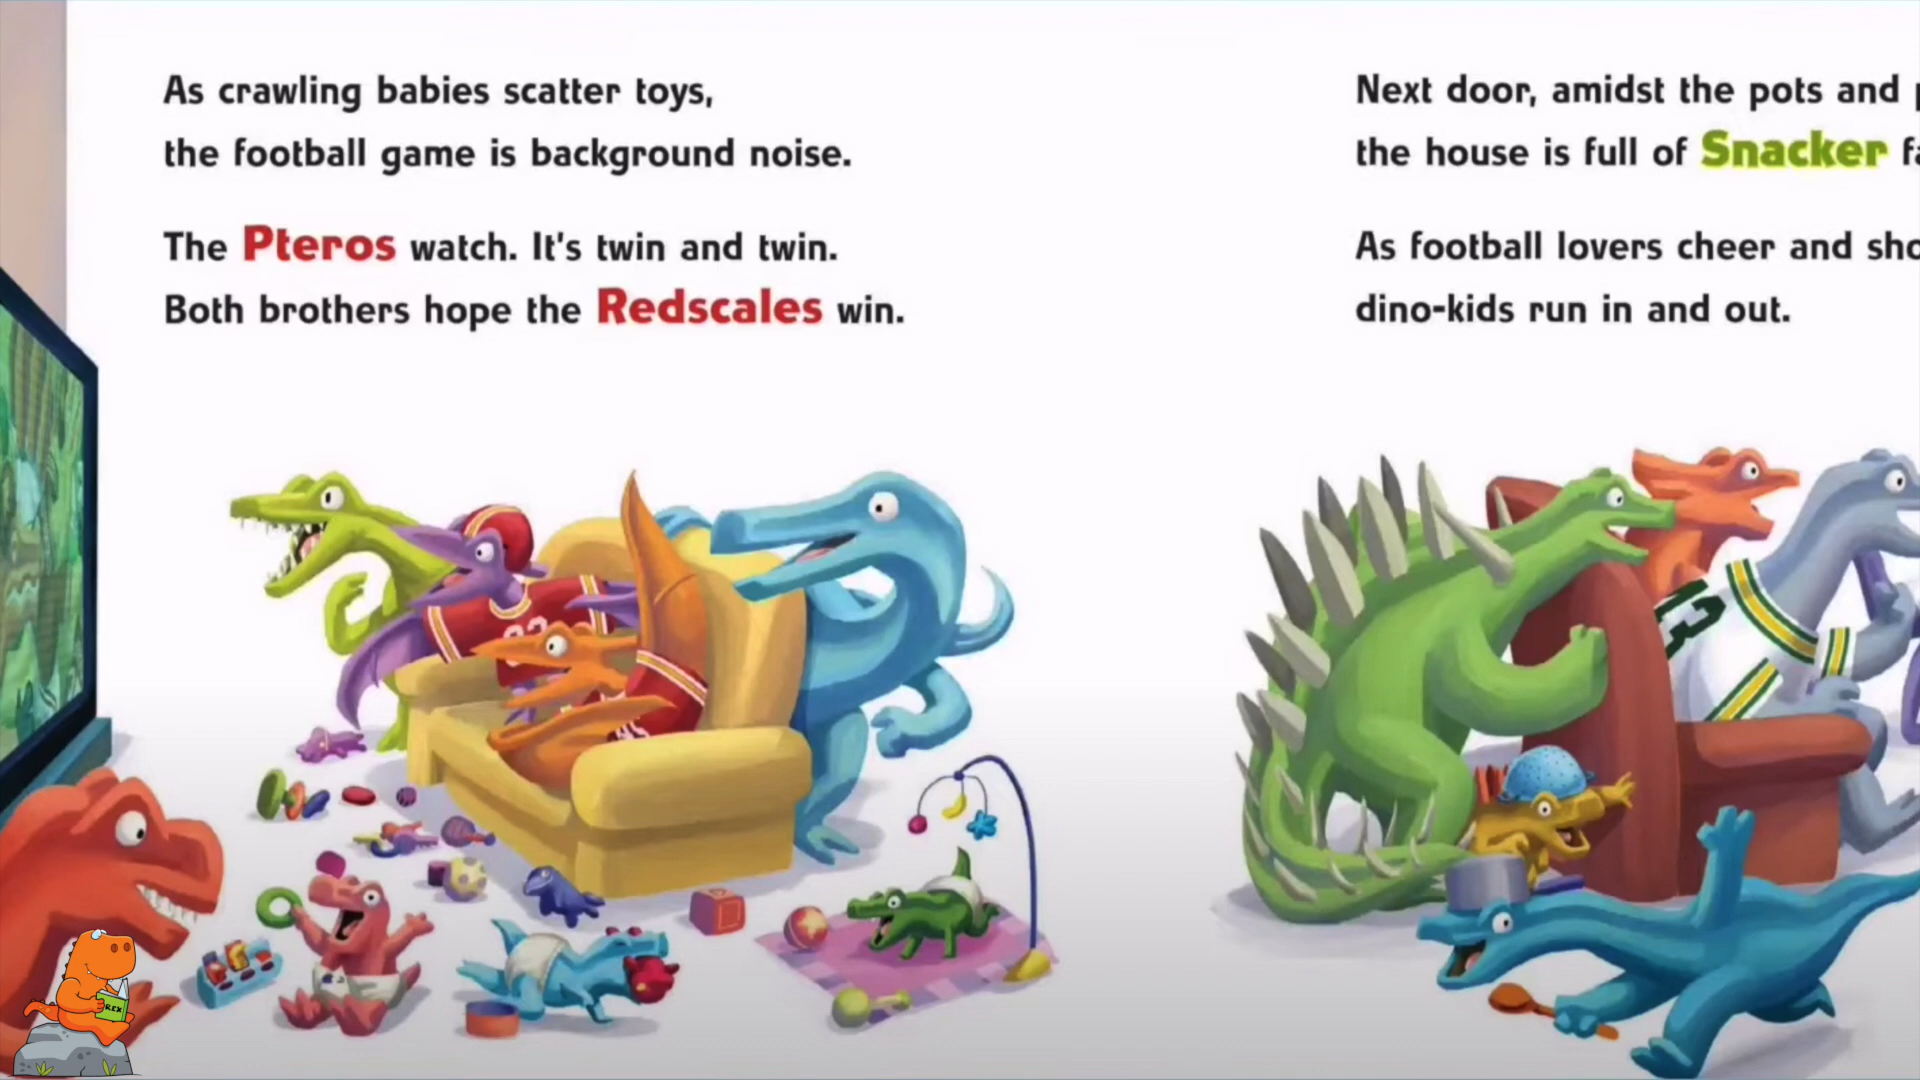 As crawling babies scatter toys,
the football game is background noise.
The Pteros watch. It's twin and twin.
Both brothers hope the Redscales win.
Next door, amidst the pots and
the house is full of Snacker
As football lovers cheer and
dino-kids run in and out.
REX